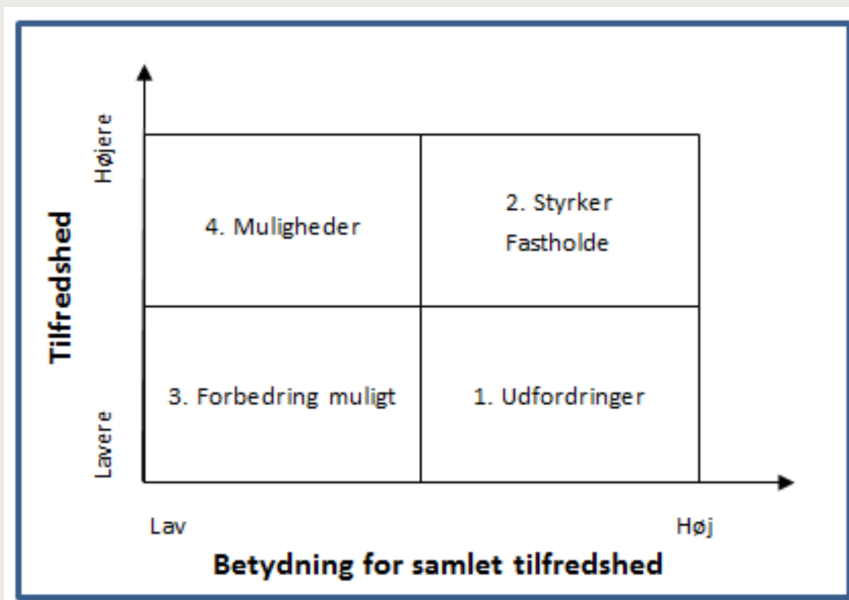 Tilfredshed
Højere
Lavere
4. Muligheder
2. Styrker
Fastholde
3. Forbedring muligt
1. Udfordringer
Lav
Høj
Betydning for samlet tilfredshed